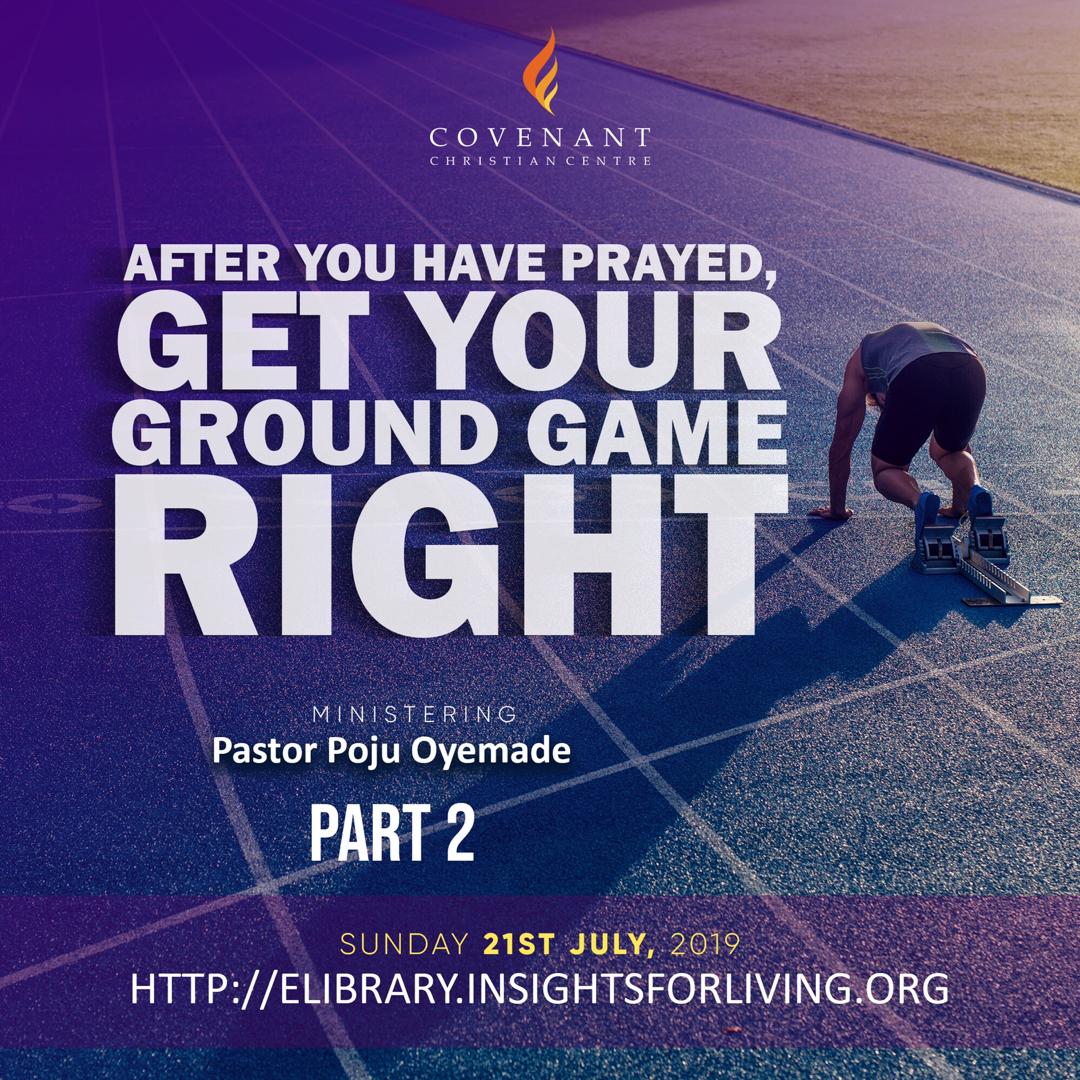 COVENANT
CHRISTIAN CENTRE
AFTER YOU HAVE PRAYED,
GET YOUR
GROUND GAME
RIGHT
MINISTERING
Pastor Poju Oyemade
PART 2
SUNDAY 21ST JULY, 2019
HTTP://ELIBRARY.INSIGHTSFORLIVING.ORG